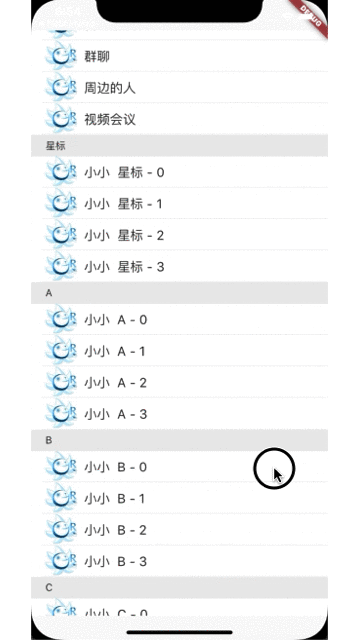 DEBUG
群聊
周边的人
视频会议
星标
小小 星标 - 0
小小 星标 - 1
小小 星标 - 2
小小 星标 - 3
A
小小 A - 0
小小 A - 1
小小 A - 2
小小 A - 3
B
小小 B - 0
小小 B - 1
小小 B - 2
小小 B - 3
C
小小 C - 0